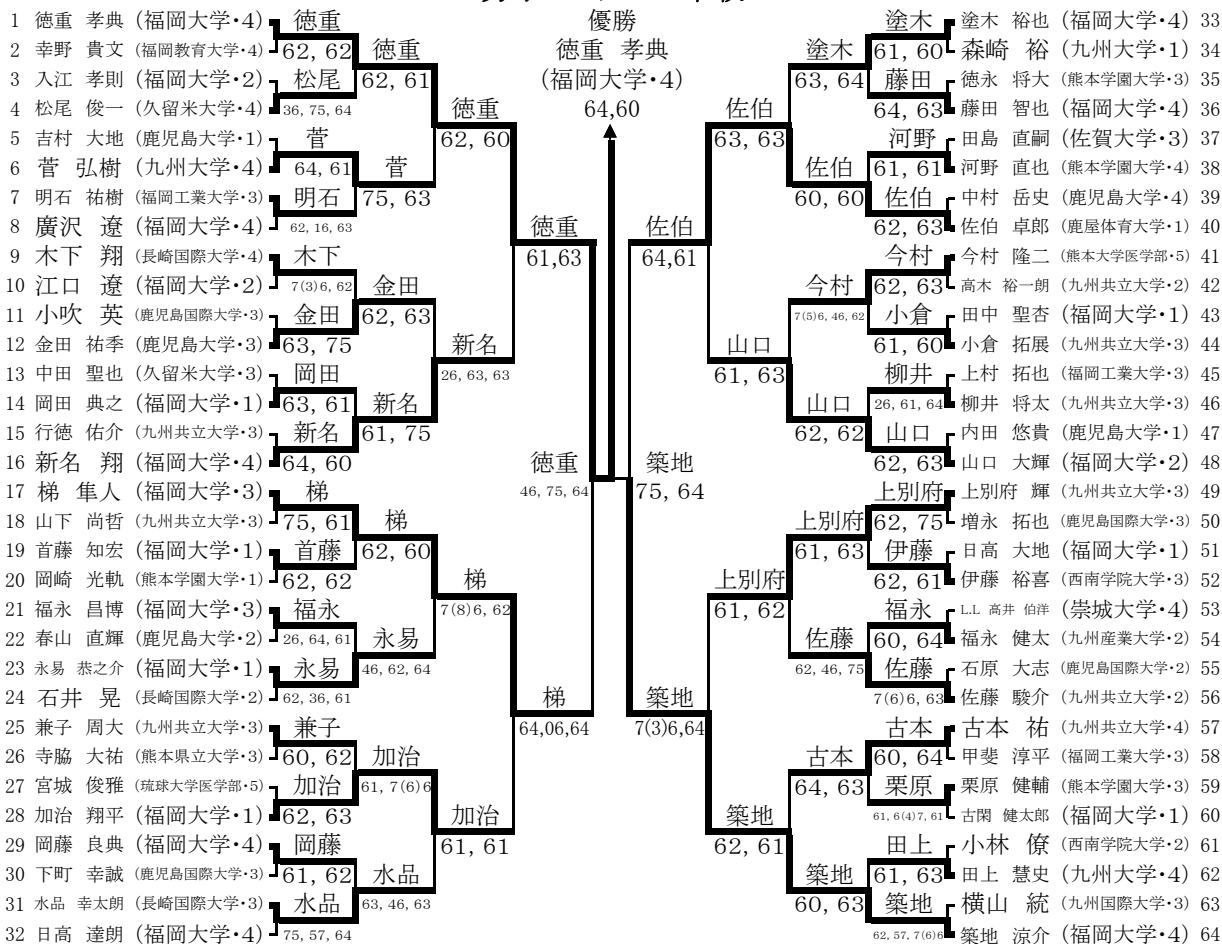 優勝
徳重 孝典
(福岡大学・4)
64,60
1 徳重 孝典 (福岡大学・4)
2 幸野 貴文 (福岡教育大学・4)
3 入江 孝則 (福岡大学・2)
4 松尾 俊一 (久留米大学・4)
5 吉村 大地 (鹿児島大学・1)
6 菅 弘樹 (九州大学・4)
7 明石 祐樹 (福岡工業大学・3)
8 廣沢 遼 (福岡大学・4)
9 木下 翔 (長崎国際大学・4)
10 江口 遼 (福岡大学・2)
11 小吹 英 (鹿児島国際大学・3)
12 金田 祐季 (鹿児島大学・3)
13 中田 聖也 (久留米大学・3)
14 岡田 典之 (福岡大学・1)
15 行徳 佑介 (九州共立大学・3)
16 新名 翔 (福岡大学・4)
17 梯 隼人 (福岡大学・3)
18 山下 尚哲 (九州共立大学・3)
19 首藤 知宏 (福岡大学・1)
20 岡崎 光軌 (熊本学園大学・1)
21 福永 昌博 (福岡大学・3)
22 春山 直輝 (鹿児島大学・2)
23 永易 恭之介 (福岡大学・1)
24 石井 晃 (長崎国際大学・2)
25 兼子 周大 (九州共立大学・3)
26 寺脇 大祐 (熊本県立大学・3)
27 宮城 俊雅 (琉球大学医学部・5)
28 加治 翔平 (福岡大学・1)
29 岡藤 良典 (福岡大学・4)
30 下町 幸誠 (鹿児島国際大学・3)
31 水品 幸太朗 (長崎国際大学・3)
32 日高 達朗 (福岡大学・4)
徳重
62, 62
松尾
36, 75, 64
菅
64, 61
明石
62, 16, 63
木下
7(3)6, 62
金田
63, 75
岡田
63, 61
新名
64, 60
梯
75, 61
首藤
62, 62
福永
26, 64, 61
永易
62, 36, 61
兼子
60, 62
加治
62, 63
岡藤
61, 62
水品
75, 57, 64
徳重
62, 61
菅
75, 63
金田
62, 63
新名
61, 75
梯
62, 60
永易
46, 62, 64
加治
61, 7(6)6
水品
63, 46, 63
徳重
62, 60
新名
26, 63, 63
梯
7(8)6, 62
加治
61, 61
徳重
61,63
梯
64,06,64
徳重
46, 75, 64
築地
75, 64
佐伯
64,61
築地
7(3)6,64
佐伯
63, 63
山口
61, 63
上別府
61, 62
築地
62, 61
塗木
63, 64
佐伯
60, 60
今村
7(5)6, 46, 62
山口
62, 62
上別府
61, 63
佐藤
62, 46, 75
古本
64, 63
築地
60, 63
塗木
61, 60
藤田
64, 63
河野
61, 61
佐伯
62, 63
今村
62, 63
小倉
61, 60
柳井
26, 61, 64
山口
62, 63
上別府
62, 75
伊藤
62, 61
福永
60, 64
佐藤
7(6)6, 63
古本
60, 64
栗原
61, 6(4)7, 61
田上
61, 63
築地
62, 57, 7(6)6
塗木 裕也 (福岡大学・4) 33
森崎 裕 (九州大学・1) 34
徳永 将大 (熊本学園大学・3) 35
藤田 智也 (福岡大学・4) 36
田島 直嗣 (佐賀大学・3) 37
河野 直也 (熊本学園大学・4) 38
中村 岳史 (鹿児島大学・4) 39
佐伯 卓郎 (鹿屋体育大学・1) 40
今村 隆二 (熊本大学医学部・5) 41
高木 裕一朗 (九州共立大学・2) 42
田中 聖杏 (福岡大学・1) 43
小倉 拓展 (九州共立大学・3) 44
上村 拓也 (福岡工業大学・3) 45
柳井 将太 (九州共立大学・3) 46
内田 悠貴 (鹿児島大学・1) 47
山口 大輝 (福岡大学・2) 48
上別府 輝 (九州共立大学・3) 49
増永 拓也 (鹿児島国際大学・3) 50
日高 大地 (福岡大学・1) 51
伊藤 裕喜 (西南学院大学・3) 52
L.L 高井 伯洋 (崇城大学・4) 53
福永 健太 (九州産業大学・2) 54
石原 大志 (鹿児島国際大学・2) 55
佐藤 駿介 (九州共立大学・2) 56
古本 祐 (九州共立大学・4) 57
甲斐 淳平 (福岡工業大学・3) 58
栗原 健輔 (熊本学園大学・3) 59
古閑 健太郎 (福岡大学・1) 60
小林 僚 (西南学院大学・2) 61
田上 慧史 (九州大学・4) 62
横山 統 (九州国際大学・3) 63
築地 涼介 (福岡大学・4) 64